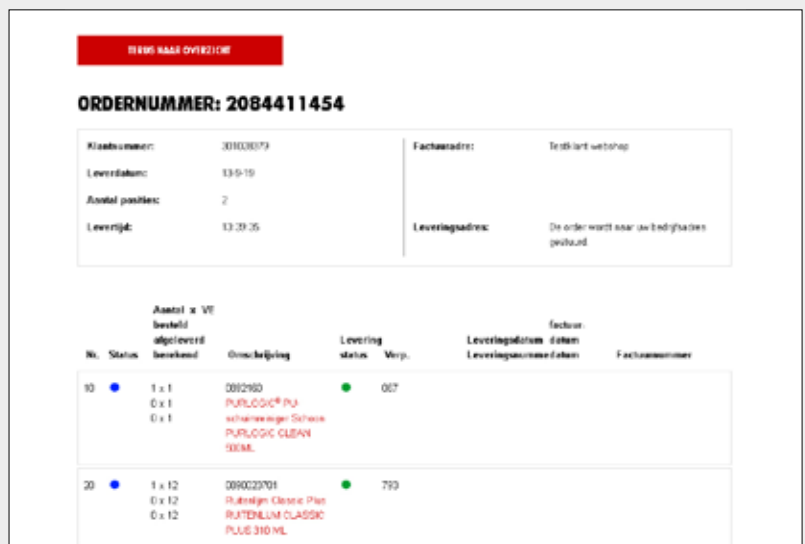 TERUG NAAR OVERZICHT
ORDERNUMMER: 2084411454
Klantnummer:
Factuuradres:
Testklant webshop
Leverdatum:
13-9-19
Aantal posities:
2
Levertijd:
13:39:35
Leveringsadres:
De order wordt naar uw bedrijfsadres
gestuurd.
Nr.
Status
Aantal x VE
besteld
afgeleverd
berekend
Omschrijving
Levering
status
Verp.
Leveringsdatum
Leveringsnummer
factuur-
datum
datum
Factuurnummer
10
1 x 1
0 x 1
0 x 1
0892160
PURLOGIC® PU-
schuimreiniger Schoon
PURLOGIC CLEAN
500ML
20
1 x 12
0 x 12
0 x 12
0890023701
Ruitenlijm Classic Plus
RUITENLIJM CLASSIC
PLUS 310 ML
793